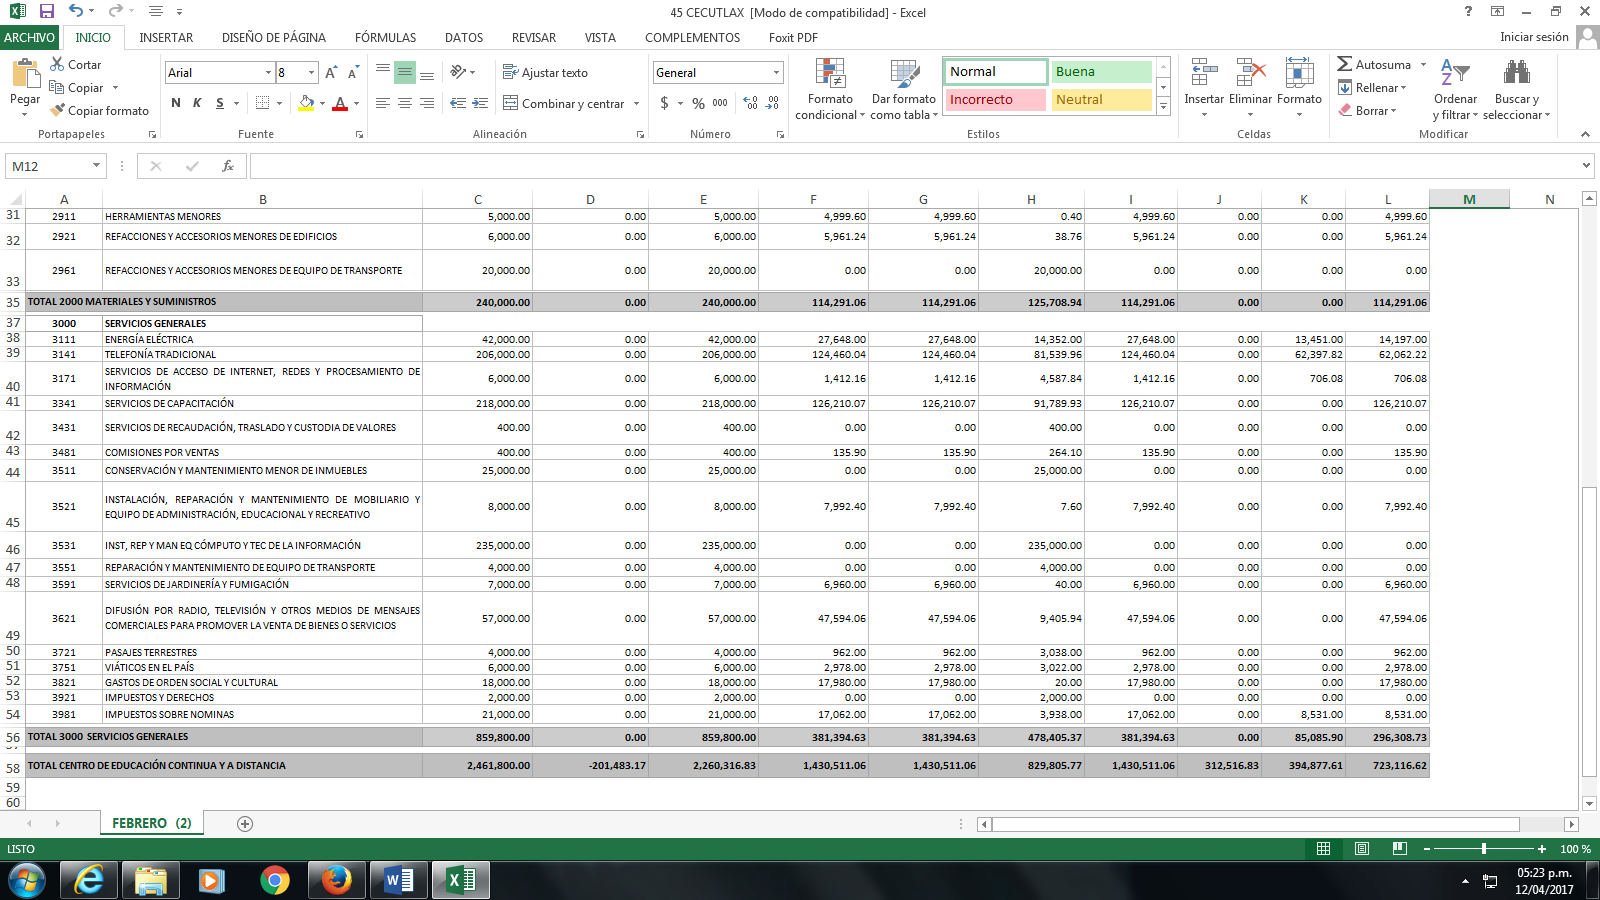 45 CECUTLAX [Modo de compatibilidad] - Excel
ARCHIVO INICIO INSERTAR DISEÑO DE PÁGINA FÓRMULAS DATOS REVISAR VISTA COMPLEMENTOS Foxit PDF Iniciar sesión
Pegar
Cortar
Copiar
Copiar formato
Portapapeles
Arial 8
N K S
Fuente
Ajustar texto
Combinar y centrar
Alineación
General
$ % 000
Número
Formato condicional
Dar formato como tabla
Normal Buena
Incorrecto Neutral
Estilos
Insertar Eliminar Formato
Celdas
Autosuma
Rellenar
Borrar
Ordenar y filtrar
Buscar y seleccionar
Modificar
M12 fx
A B C D E F G H I J K L M N
31 2911 HERRAMIENTAS MENORES 5,000.00 0.00 5,000.00 4,999.60 4,999.60 0.40 4,999.60 0.00 0.00 4,999.60
32 2921 REFACCIONES Y ACCESORIOS MENORES DE EDIFICIOS 6,000.00 0.00 6,000.00 5,961.24 5,961.24 38.76 5,961.24 0.00 0.00 5,961.24
33 2961 REFACCIONES Y ACCESORIOS MENORES DE EQUIPO DE TRANSPORTE 20,000.00 0.00 20,000.00 0.00 0.00 20,000.00 0.00 0.00 0.00 0.00
35 TOTAL 2000 MATERIALES Y SUMINISTROS 240,000.00 0.00 240,000.00 114,291.06 114,291.06 125,708.94 114,291.06 0.00 0.00 114,291.06
37 3000 SERVICIOS GENERALES
38 3111 ENERGÍA ELÉCTRICA 42,000.00 0.00 42,000.00 27,648.00 27,648.00 14,352.00 27,648.00 0.00 13,451.00 14,197.00
39 3141 TELEFONÍA TRADICIONAL 206,000.00 0.00 206,000.00 124,460.04 124,460.04 81,539.96 124,460.04 0.00 62,397.82 62,062.22
40 3171 SERVICIOS DE ACCESO DE INTERNET, REDES Y PROCESAMIENTO DE
INFORMACIÓN 6,000.00 0.00 6,000.00 1,412.16 1,412.16 4,587.84 1,412.16 0.00 706.08 706.08
41 3341 SERVICIOS DE CAPACITACIÓN 218,000.00 0.00 218,000.00 126,210.07 126,210.07 91,789.93 126,210.07 0.00 0.00 126,210.07
42 3431 SERVICIOS DE RECAUDACIÓN, TRASLADO Y CUSTODIA DE VALORES 400.00 0.00 400.00 0.00 0.00 400.00 0.00 0.00 0.00 0.00
43 3481 COMISIONES POR VENTAS 400.00 0.00 400.00 135.90 135.90 264.10 135.90 0.00 0.00 135.90
44 3511 CONSERVACIÓN Y MANTENIMIENTO MENOR DE INMUEBLES 25,000.00 0.00 25,000.00 0.00 0.00 25,000.00 0.00 0.00 0.00 0.00
45 3521 INSTALACIÓN, REPARACIÓN Y MANTENIMIENTO DE MOBILIARIO Y
EQUIPO DE ADMINISTRACIÓN, EDUCACIONAL Y RECREATIVO 8,000.00 0.00 8,000.00 7,992.40 7,992.40 7.60 7,992.40 0.00 0.00 7,992.40
46 3531 INST, REP Y MAN EQ CÓMPUTO Y TEC DE LA INFORMACIÓN 235,000.00 0.00 235,000.00 0.00 0.00 235,000.00 0.00 0.00 0.00 0.00
47 3551 REPARACIÓN Y MANTENIMIENTO DE EQUIPO DE TRANSPORTE 4,000.00 0.00 4,000.00 0.00 0.00 4,000.00 0.00 0.00 0.00 0.00
48 3591 SERVICIOS DE JARDINERÍA Y FUMIGACIÓN 7,000.00 0.00 7,000.00 6,960.00 6,960.00 40.00 6,960.00 0.00 0.00 6,960.00
49 3621 DIFUSIÓN POR RADIO, TELEVISIÓN Y OTROS MEDIOS DE MENSAJES
COMERCIALES PARA PROMOVER LA VENTA DE BIENES O SERVICIOS 57,000.00 0.00 57,000.00 47,594.06 47,594.06 9,405.94 47,594.06 0.00 0.00 47,594.06
50 3721 PASAJES TERRESTRES 4,000.00 0.00 4,000.00 962.00 962.00 3,038.00 962.00 0.00 0.00 962.00
51 3751 VIÁTICOS EN EL PAÍS 6,000.00 0.00 6,000.00 2,978.00 2,978.00 3,022.00 2,978.00 0.00 0.00 2,978.00
52 3821 GASTOS DE ORDEN SOCIAL Y CULTURAL 18,000.00 0.00 18,000.00 17,980.00 17,980.00 20.00 17,980.00 0.00 0.00 17,980.00
53 3921 IMPUESTOS Y DERECHOS 2,000.00 0.00 2,000.00 0.00 0.00 2,000.00 0.00 0.00 0.00 0.00
54 3981 IMPUESTOS SOBRE NOMINAS 21,000.00 0.00 21,000.00 17,062.00 17,062.00 3,938.00 17,062.00 0.00 8,531.00 8,531.00
56 TOTAL 3000 SERVICIOS GENERALES 859,800.00 0.00 859,800.00 381,394.63 381,394.63 478,405.37 381,394.63 0.00 85,085.90 296,308.73
58 TOTAL CENTRO DE EDUCACIÓN CONTINUA Y A DISTANCIA 2,461,800.00 -201,483.17 2,260,316.83 1,430,511.06 1,430,511.06 829,805.77 1,430,511.06 312,516.83 394,877.61 723,116.62
59
60
FEBRERO (2)
LISTO 100 %
05:23 p.m.
12/04/2017